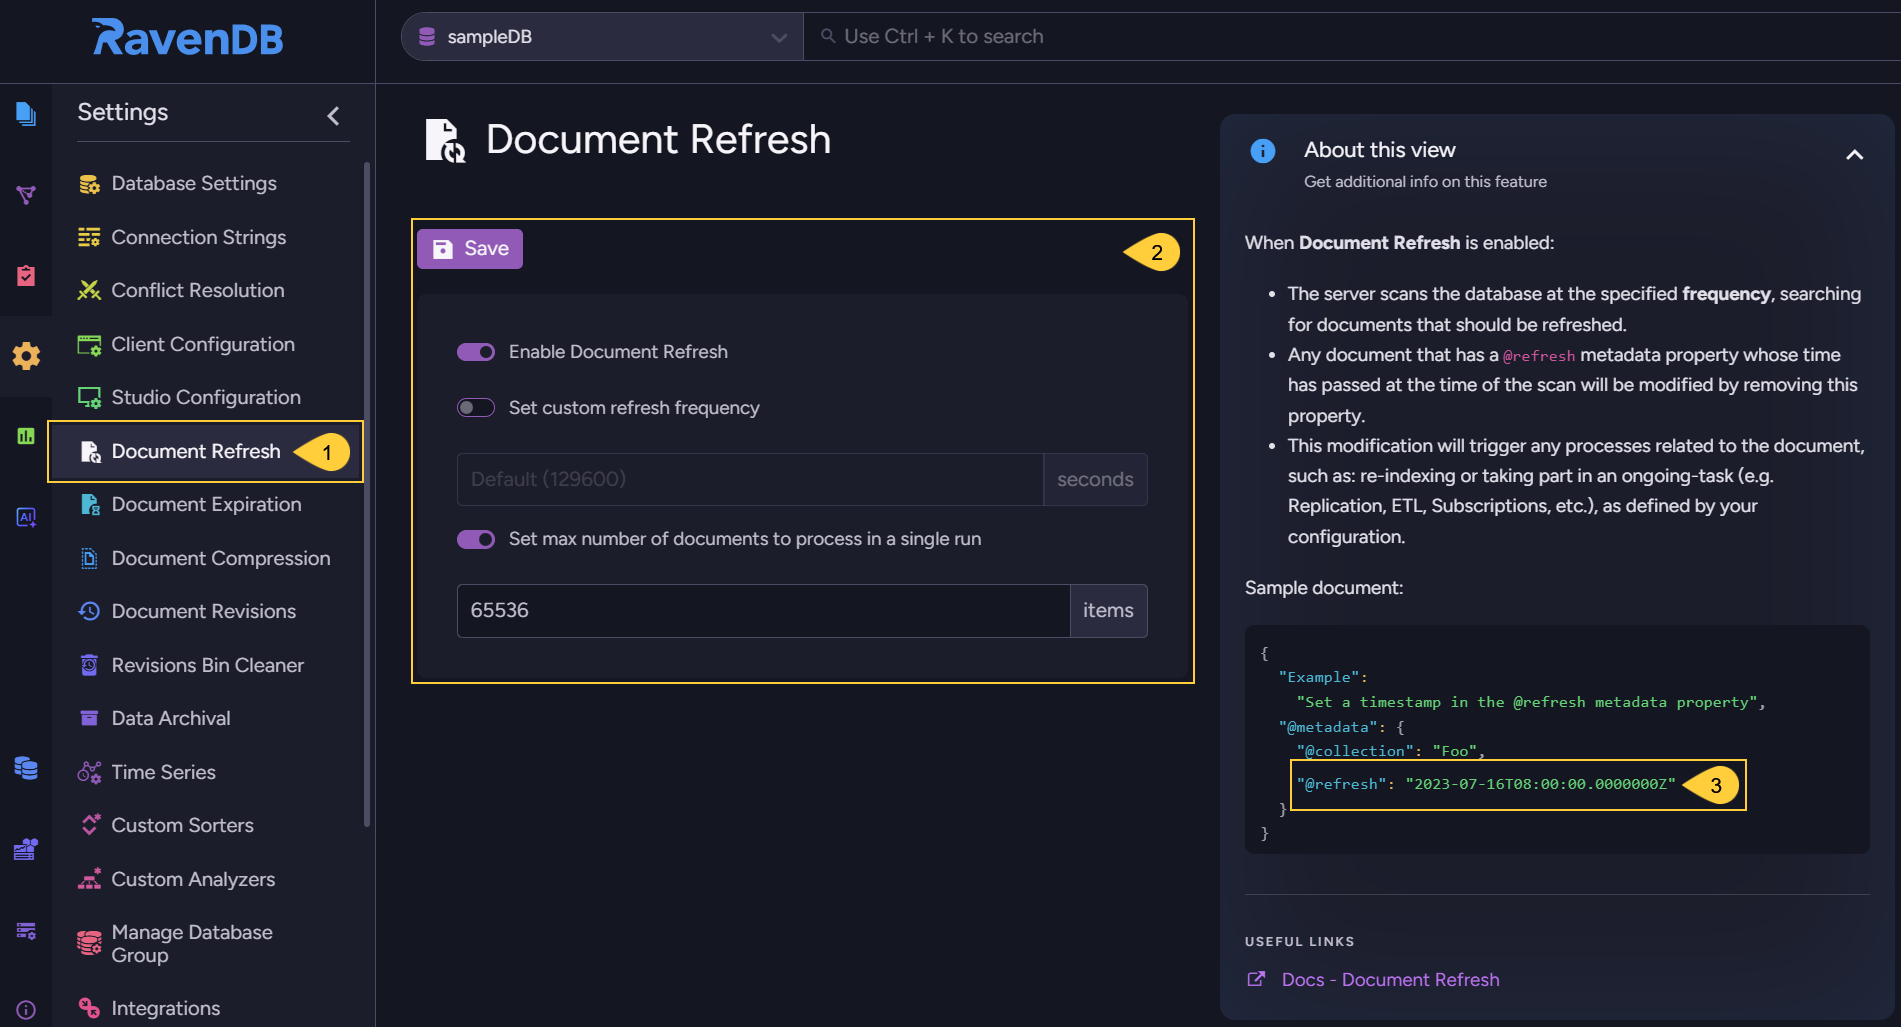 RavenDB
sampleDB
Use Ctrl + K to search
Settings
Database Settings
Connection Strings
Conflict Resolution
Client Configuration
Studio Configuration
Document Refresh
1
Document Expiration
Document Compression
Document Revisions
Revisions Bin Cleaner
Data Archival
Time Series
Custom Sorters
Custom Analyzers
Manage Database
Group
Integrations
AI
Document Refresh
Save
2
Enable Document Refresh
Set custom refresh frequency
Default (129600)
seconds
Set max number of documents to process in a single run
65536
items
About this view
Get additional info on this feature
When Document Refresh is enabled:
• The server scans the database at the specified frequency, searching
for documents that should be refreshed.
• Any document that has a @refresh metadata property whose time
has passed at the time of the scan will be modified by removing this
property.
• This modification will trigger any processes related to the document,
such as: re-indexing or taking part in an ongoing-task (e.g.
Replication, ETL, Subscriptions, etc.), as defined by your
configuration.
Sample document:
{
"Example":
"Set a timestamp in the @refresh metadata property",
"@metadata": {
"@collection": "Foo",
"@refresh": "2023-07-16T08:00:00.0000000Z"
3
}
}
USEFUL LINKS
Docs - Document Refresh